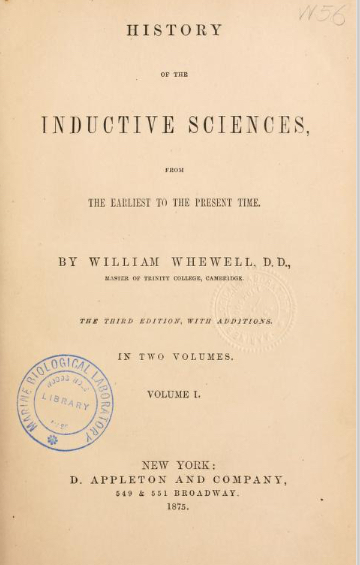 W56
HISTORY
OF THE
INDUCTIVE SCIENCES,
FROM
THE EARLIEST TO THE PRESENT TIME.
BY WILLIAM WHEWELL, D.D.,
MASTER OF TRINITY COLLEGE, CAMBRIDGE.
THE THIRD EDITION, WITH ADDITIONS.
IN TWO VOLUMES.
VOLUME I.
MARINE BIOLOGICAL LABORATORY
LIBRARY
NEW YORK:
D. APPLETON AND COMPANY,
549 & 551 BROADWAY.
1875.